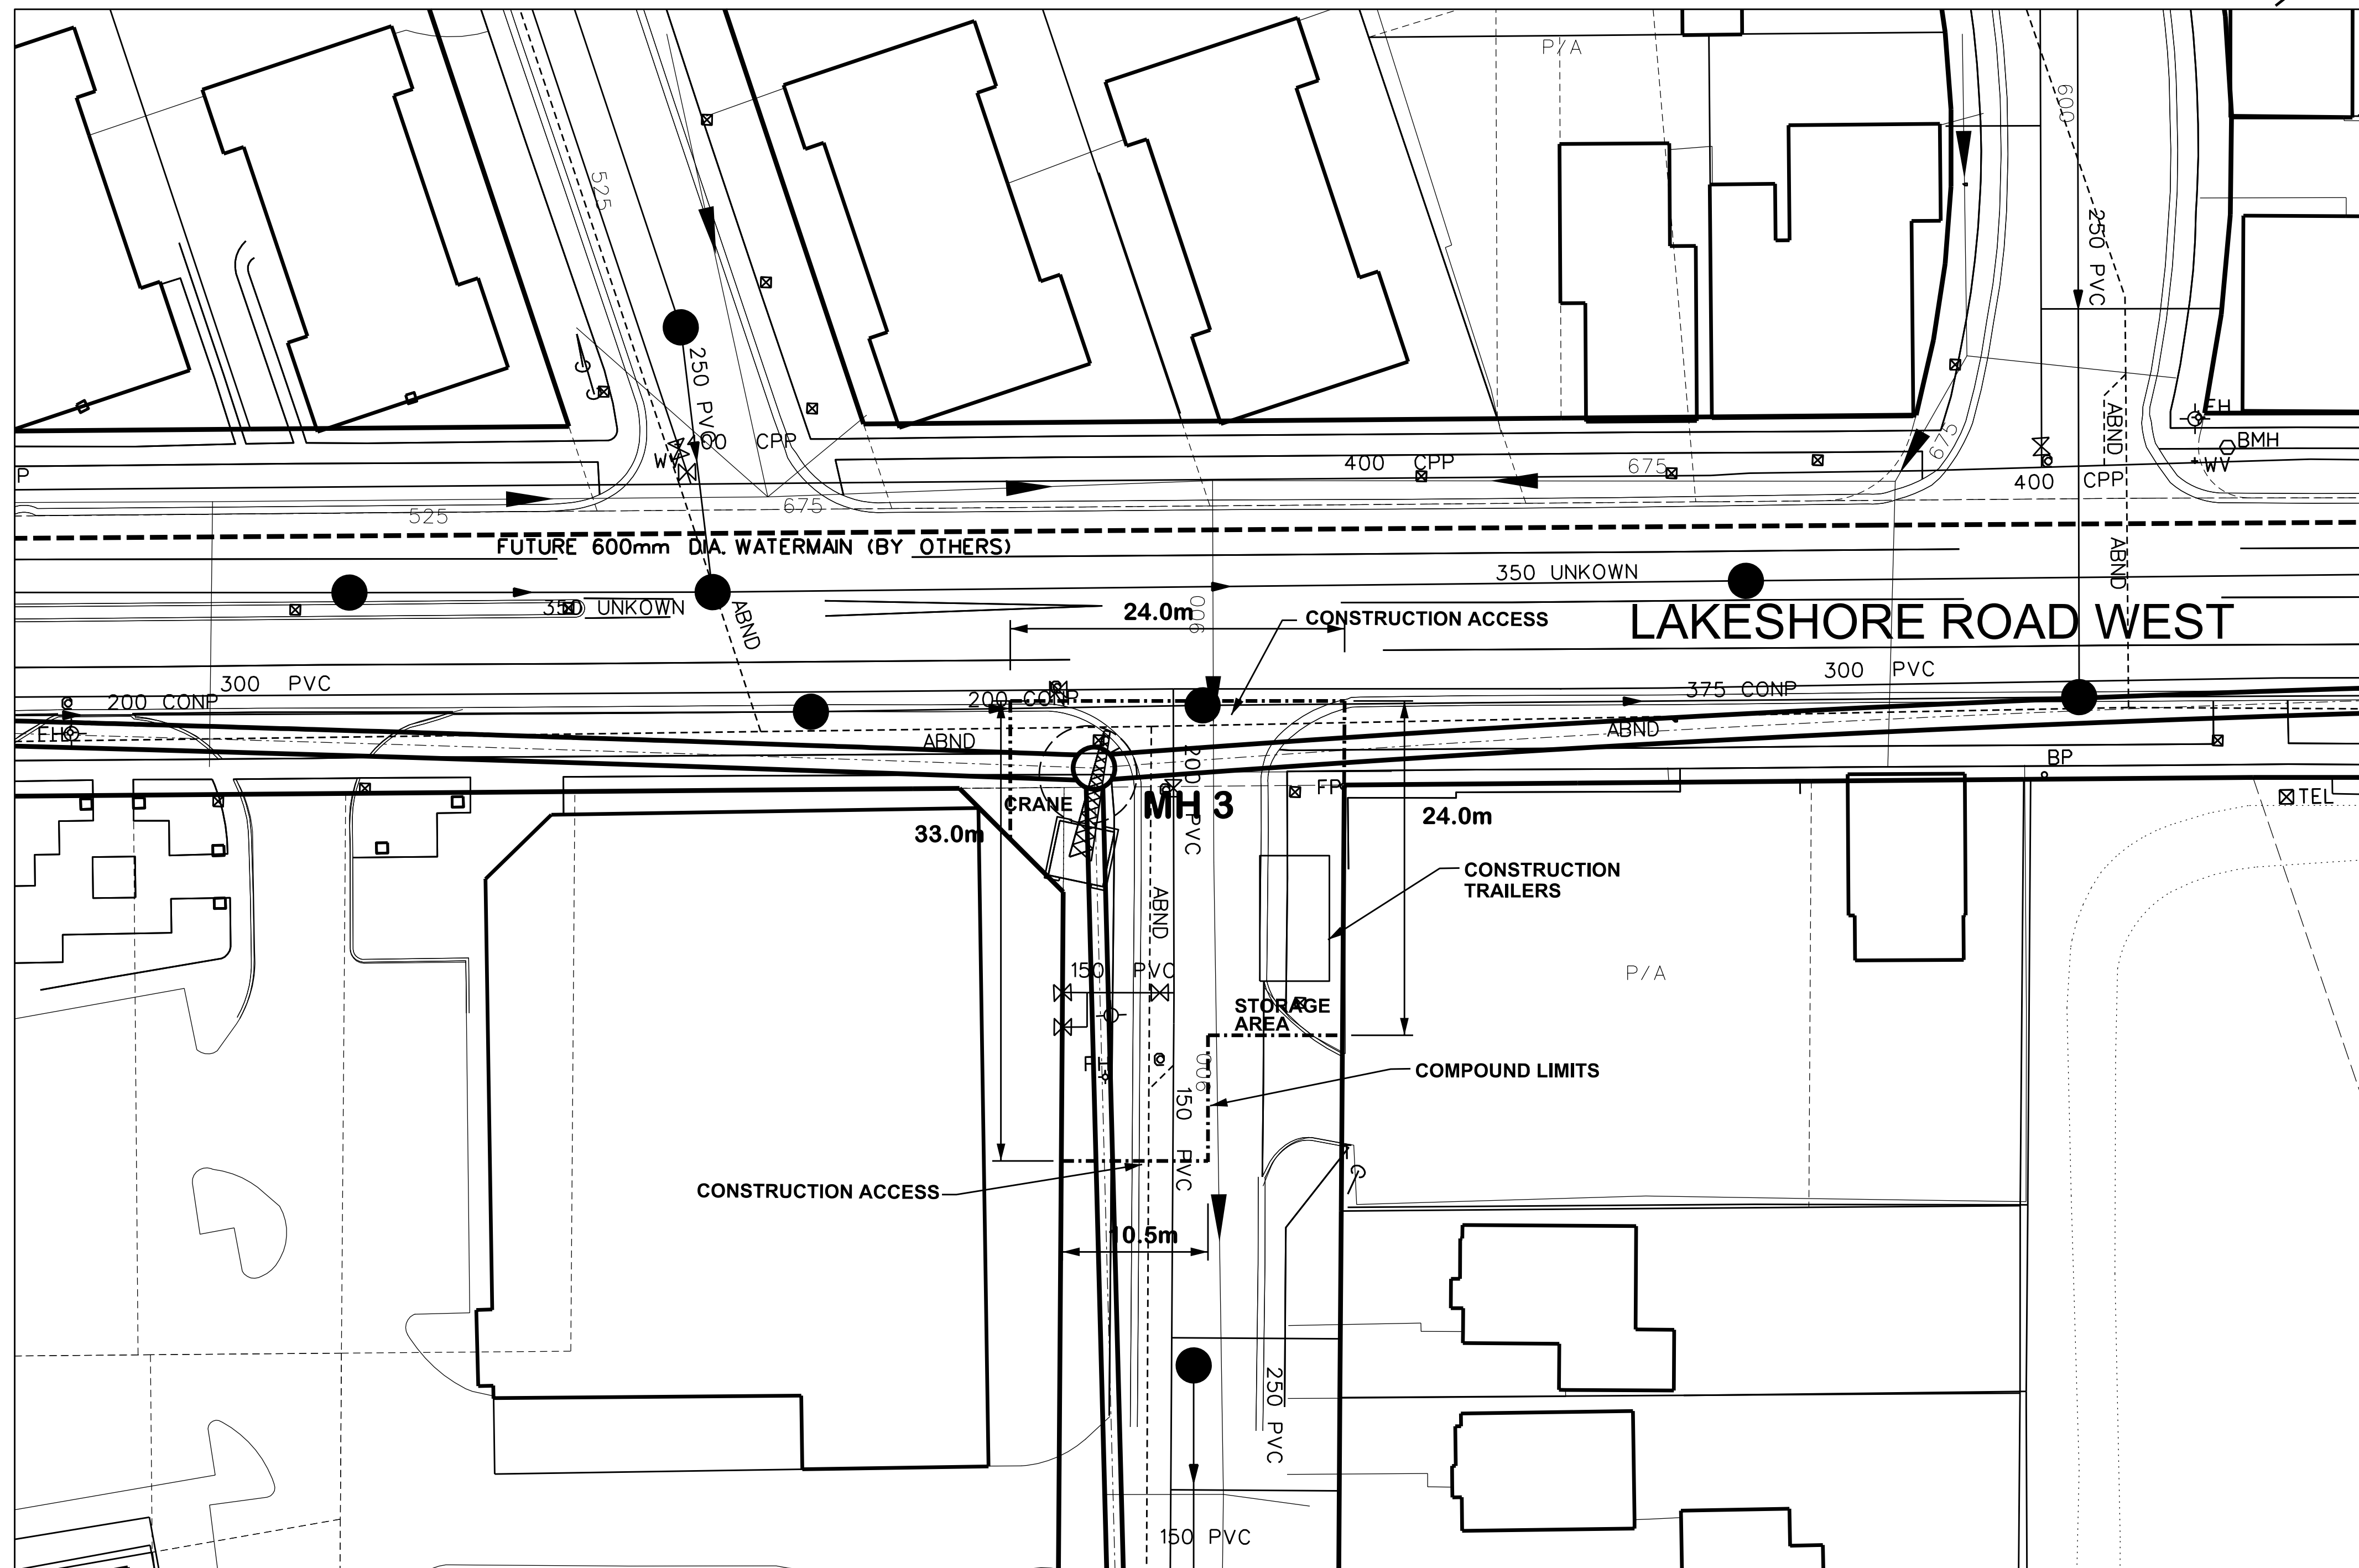 P/A
600
525
250 PVC
250 PVC
FH
ABND
BMH
WV
675
400 CPP
WV
400 CPP
675
400 CPP
P
525
675
FUTURE 600mm DIA. WATERMAIN (BY OTHERS)
ABND
350 UNKOWN
350 UNKOWN
ABND
24.0m
900
CONSTRUCTION ACCESS
LAKESHORE ROAD WEST
300 PVC
300 PVC
200 CONP
200 CONP
375 CONP
FH
ABND
ABND
BP
200 PVC
FP
CRANE
MH 3
TEL
33.0m
24.0m
CONSTRUCTION
TRAILERS
ABND
150 PVC
P/A
STORAGE
AREA
FH
900
COMPOUND LIMITS
150 PVC
CONSTRUCTION ACCESS
G
10.5m
250 PVC
150 PVC